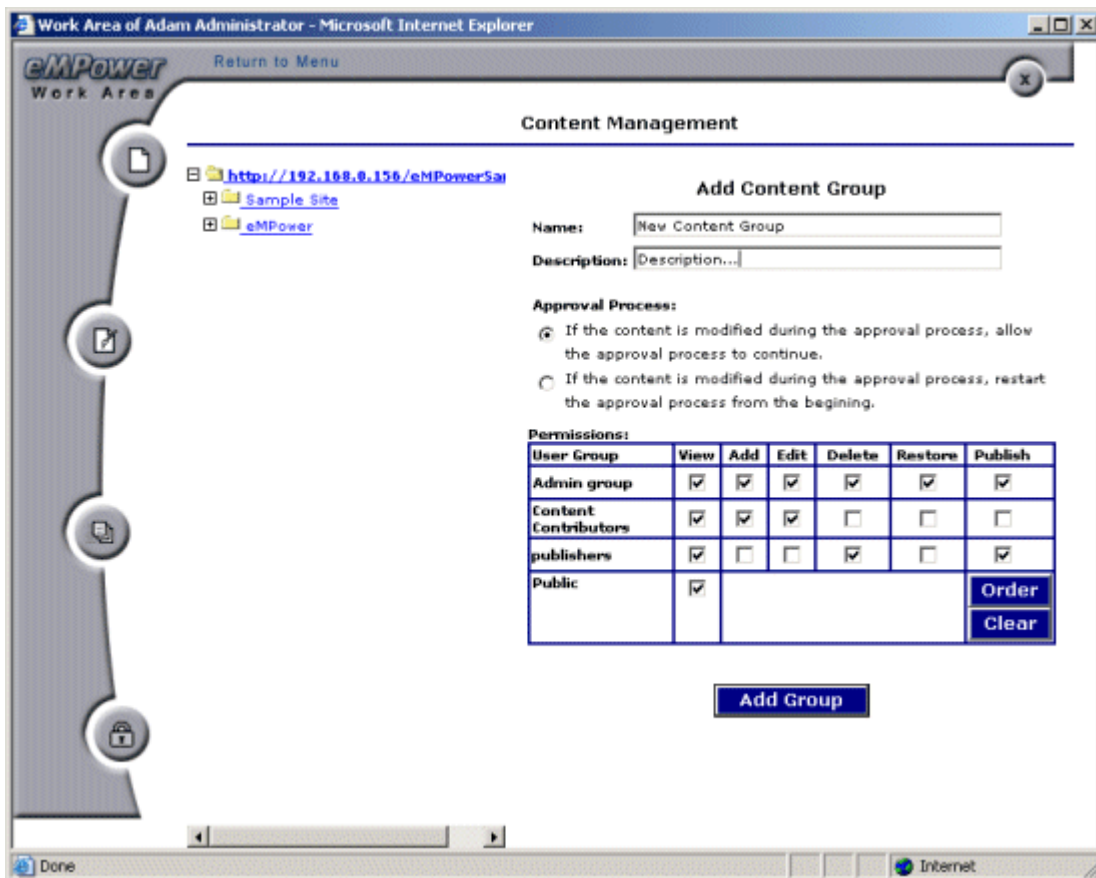 Work Area of Adam Administrator - Microsoft Internet Explorer
eMPower
Work Area
Return to Menu
x
Content Management
http://192.168.0.156/eMPowerSa
Sample Site
eMPower
Add Content Group
Name: New Content Group
Description: Description...
Approval Process:
If the content is modified during the approval process, allow
the approval process to continue.
If the content is modified during the approval process, restart
the approval process from the begining.
Permissions:
User Group View Add Edit Delete Restore Publish
Admin group
Content
Contributors
publishers
Public
Order
Clear
Add Group
Done
Internet